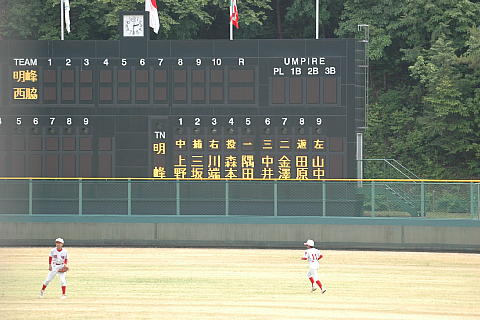 TEAM 1 2 3 4 5 6 7 8 9 10 R UMPIRE
PL 1B 2B 3B
明峰
西脇
4 5 6 7 8 9 1 2 3 4 5 6 7 8 9
TN 中 捕 右 投 一 三 二 遊 左
明 上 三 川 森 隅 中 金 田 山
峰 野 坂 端 本 田 井 澤 原 中